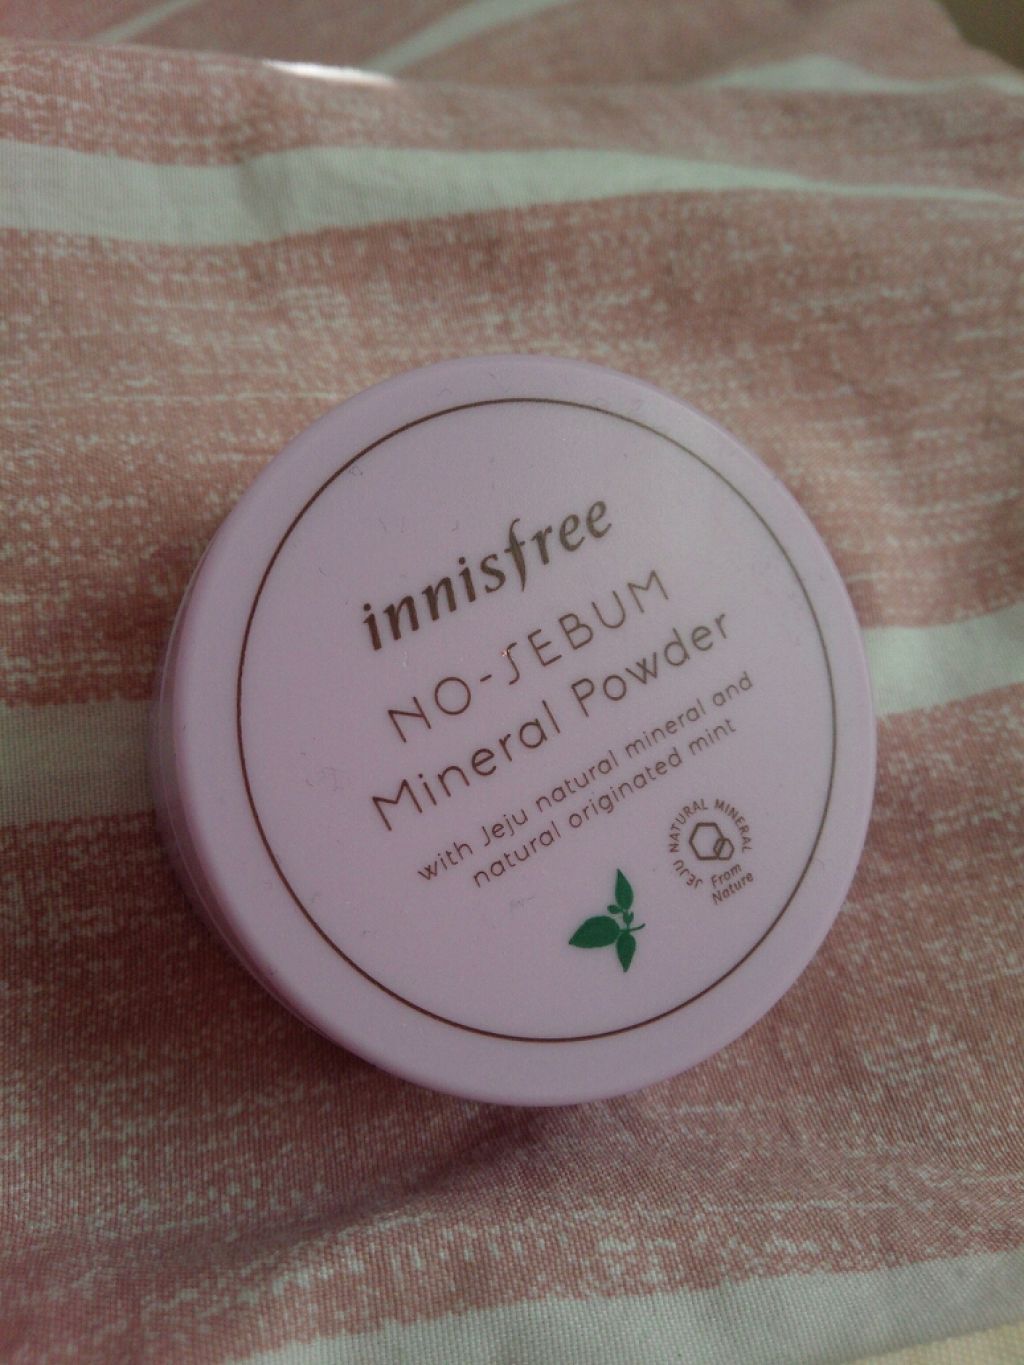 innisfree
NO-SEBUM
Mineral Powder
with Jeju natural mineral and
natural originated mint
JEJU NATURAL MINERAL
From
Nature